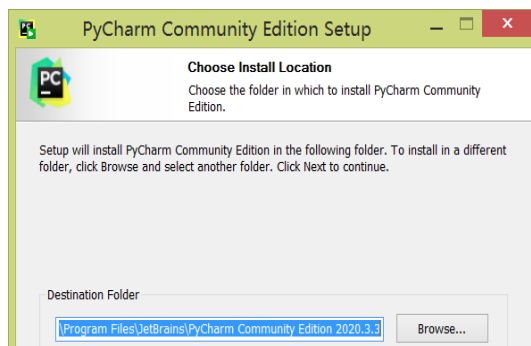 PyCharm Community Edition Setup
PC
Choose Install Location
Choose the folder in which to install PyCharm Community
Edition.
Setup will install PyCharm Community Edition in the following folder. To install in a different
folder, click Browse and select another folder. Click Next to continue.
Destination Folder
\Program Files\JetBrains\PyCharm Community Edition 2020.3.3
Browse...